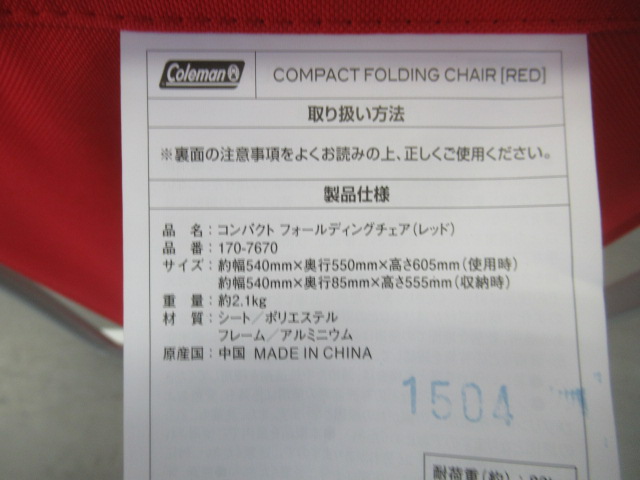 Coleman COMPACT FOLDING CHAIR [RED]
取り扱い方法
※裏面の注意事項をよくお読みの上、正しくご使用ください。
製品仕様
品 名：コンパクト フォールディングチェア（レッド）
品 番：170-7670
サイズ：約幅540mm×奥行550mm×高さ605mm（使用時）
約幅540mm×奥行85mm×高さ555mm（収納時）
重 量：約2.1kg
材 質：シート／ポリエステル
フレーム／アルミニウム
原産国：中国 MADE IN CHINA
1504
耐荷重（約）：